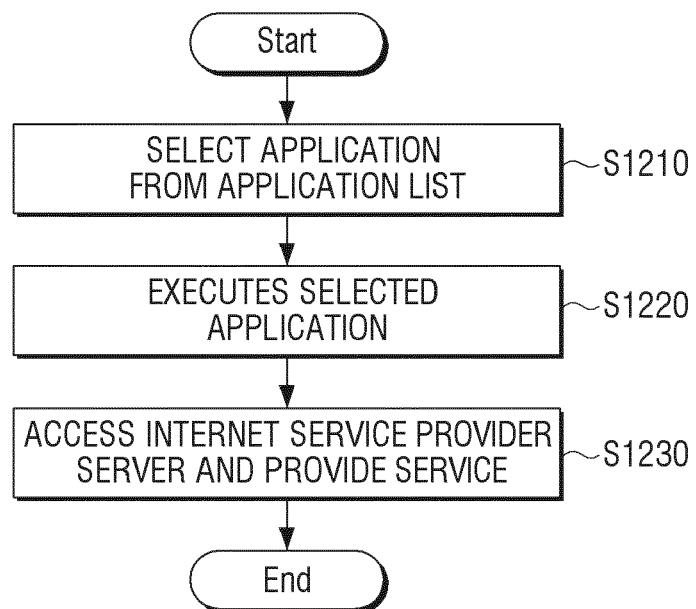 Start
SELECT APPLICATION
FROM APPLICATION LIST
S1210
EXECUTES SELECTED
APPLICATION
S1220
ACCESS INTERNET SERVICE PROVIDER
SERVER AND PROVIDE SERVICE
S1230
End